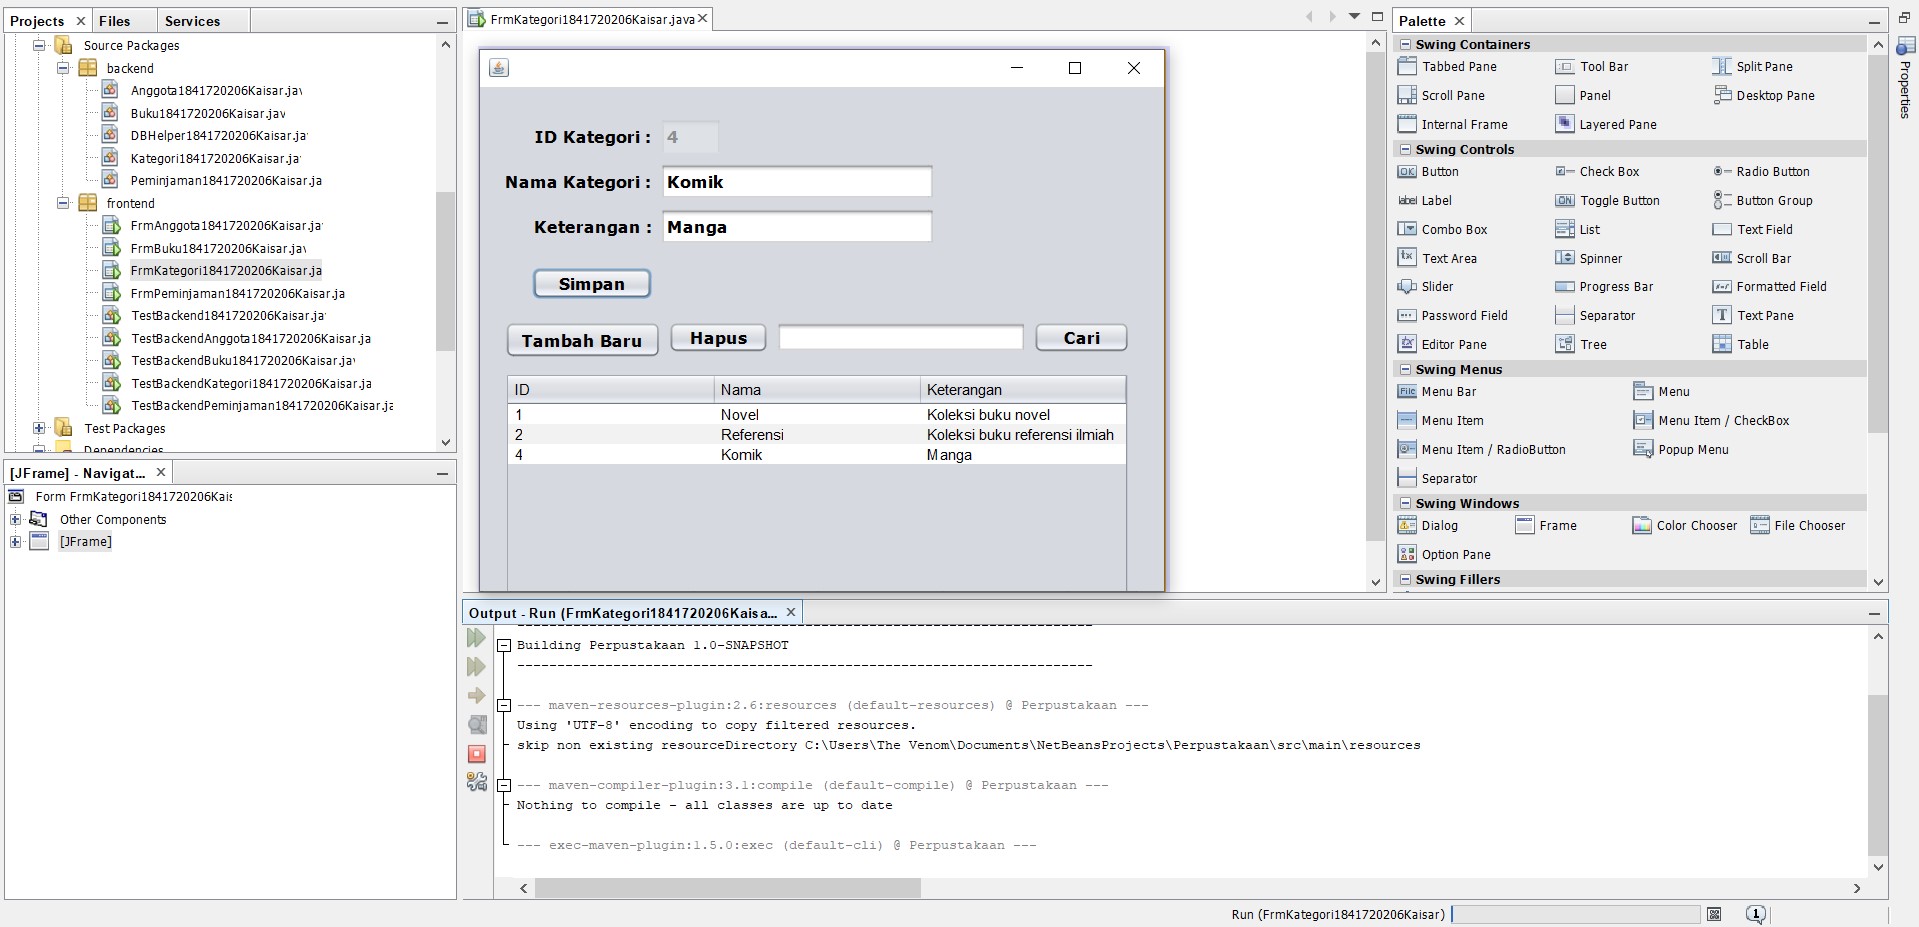 Projects
Files
Services
Source Packages
backend
Anggota1841720206Kaisar.jav
Buku1841720206Kaisar.jav
DBHelper1841720206Kaisar.ja
Kategori1841720206Kaisar.ja
Peminjaman1841720206Kaisar.ja
frontend
FrmAnggota1841720206Kaisar.ja
FrmBuku1841720206Kaisar.jav
FrmKategori1841720206Kaisar.ja
FrmPeminjaman1841720206Kaisar.ja
TestBackend1841720206Kaisar.ja
TestBackendAnggota1841720206Kaisar.ja
TestBackendBuku1841720206Kaisar.jav
TestBackendKategori1841720206Kaisar.ja
TestBackendPeminjaman1841720206Kaisar.ja
Test Packages
Dependencies
[JFrame] - Navigat...
Form FrmKategori1841720206Kais
Other Components
[JFrame]
FrmKategori1841720206Kaisar.java
ID Kategori : 4
Nama Kategori : Komik
Keterangan : Manga
Simpan
Tambah Baru Hapus Cari
ID Nama Keterangan
1 Novel Koleksi buku novel
2 Referensi Koleksi buku referensi ilmiah
4 Komik Manga
Output - Run (FrmKategori1841720206Kaisa...
------------------------------------------------------------------------
Building Perpustakaan 1.0-SNAPSHOT
------------------------------------------------------------------------
--- maven-resources-plugin:2.6:resources (default-resources) @ Perpustakaan ---
Using 'UTF-8' encoding to copy filtered resources.
skip non existing resourceDirectory C:\Users\The Venom\Documents\NetBeansProjects\Perpustakaan\src\main\resources
--- maven-compiler-plugin:3.1:compile (default-compile) @ Perpustakaan ---
Nothing to compile - all classes are up to date
--- exec-maven-plugin:1.5.0:exec (default-cli) @ Perpustakaan ---
Palette
Swing Containers
Tabbed Pane Tool Bar Split Pane
Scroll Pane Panel Desktop Pane
Internal Frame Layered Pane
Swing Controls
OK Button Check Box Radio Button
label Label ON Toggle Button Button Group
Combo Box List Text Field
Text Area Spinner Scroll Bar
Slider Progress Bar Formatted Field
Password Field Separator T Text Pane
Editor Pane Tree Table
Swing Menus
File Menu Bar Menu
Menu Item Menu Item / CheckBox
Menu Item / RadioButton Popup Menu
Separator
Swing Windows
Dialog Frame Color Chooser File Chooser
Option Pane
Swing Fillers
Properties
Run (FrmKategori1841720206Kaisar)
1